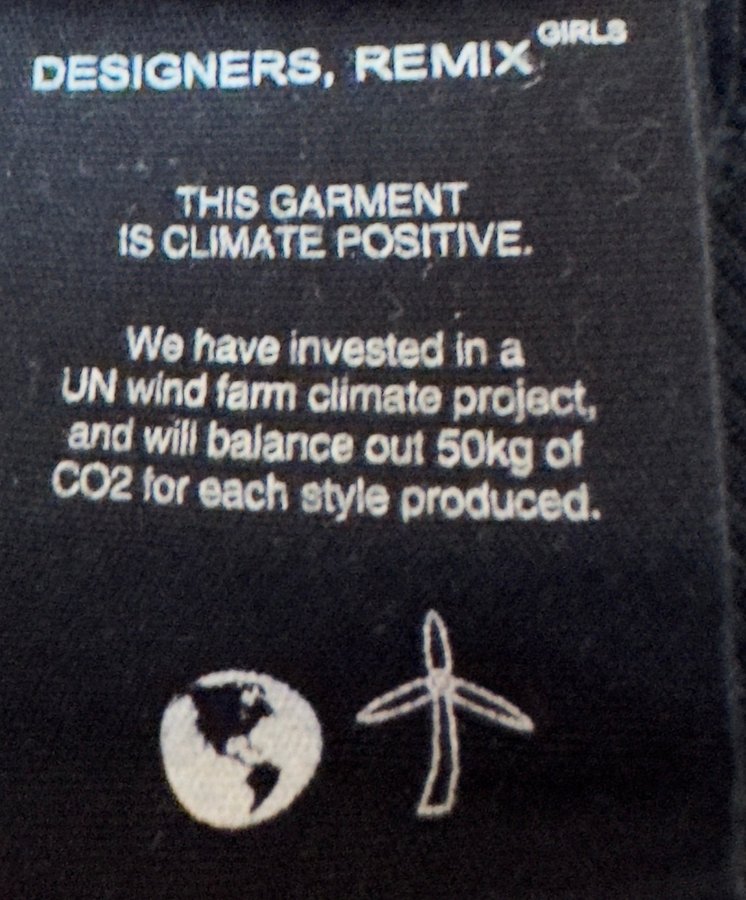 DESIGNERS, REMIX GIRLS
THIS GARMENT
IS CLIMATE POSITIVE.
We have invested in a
UN wind farm climate project,
and will balance out 50kg of
CO2 for each style produced.